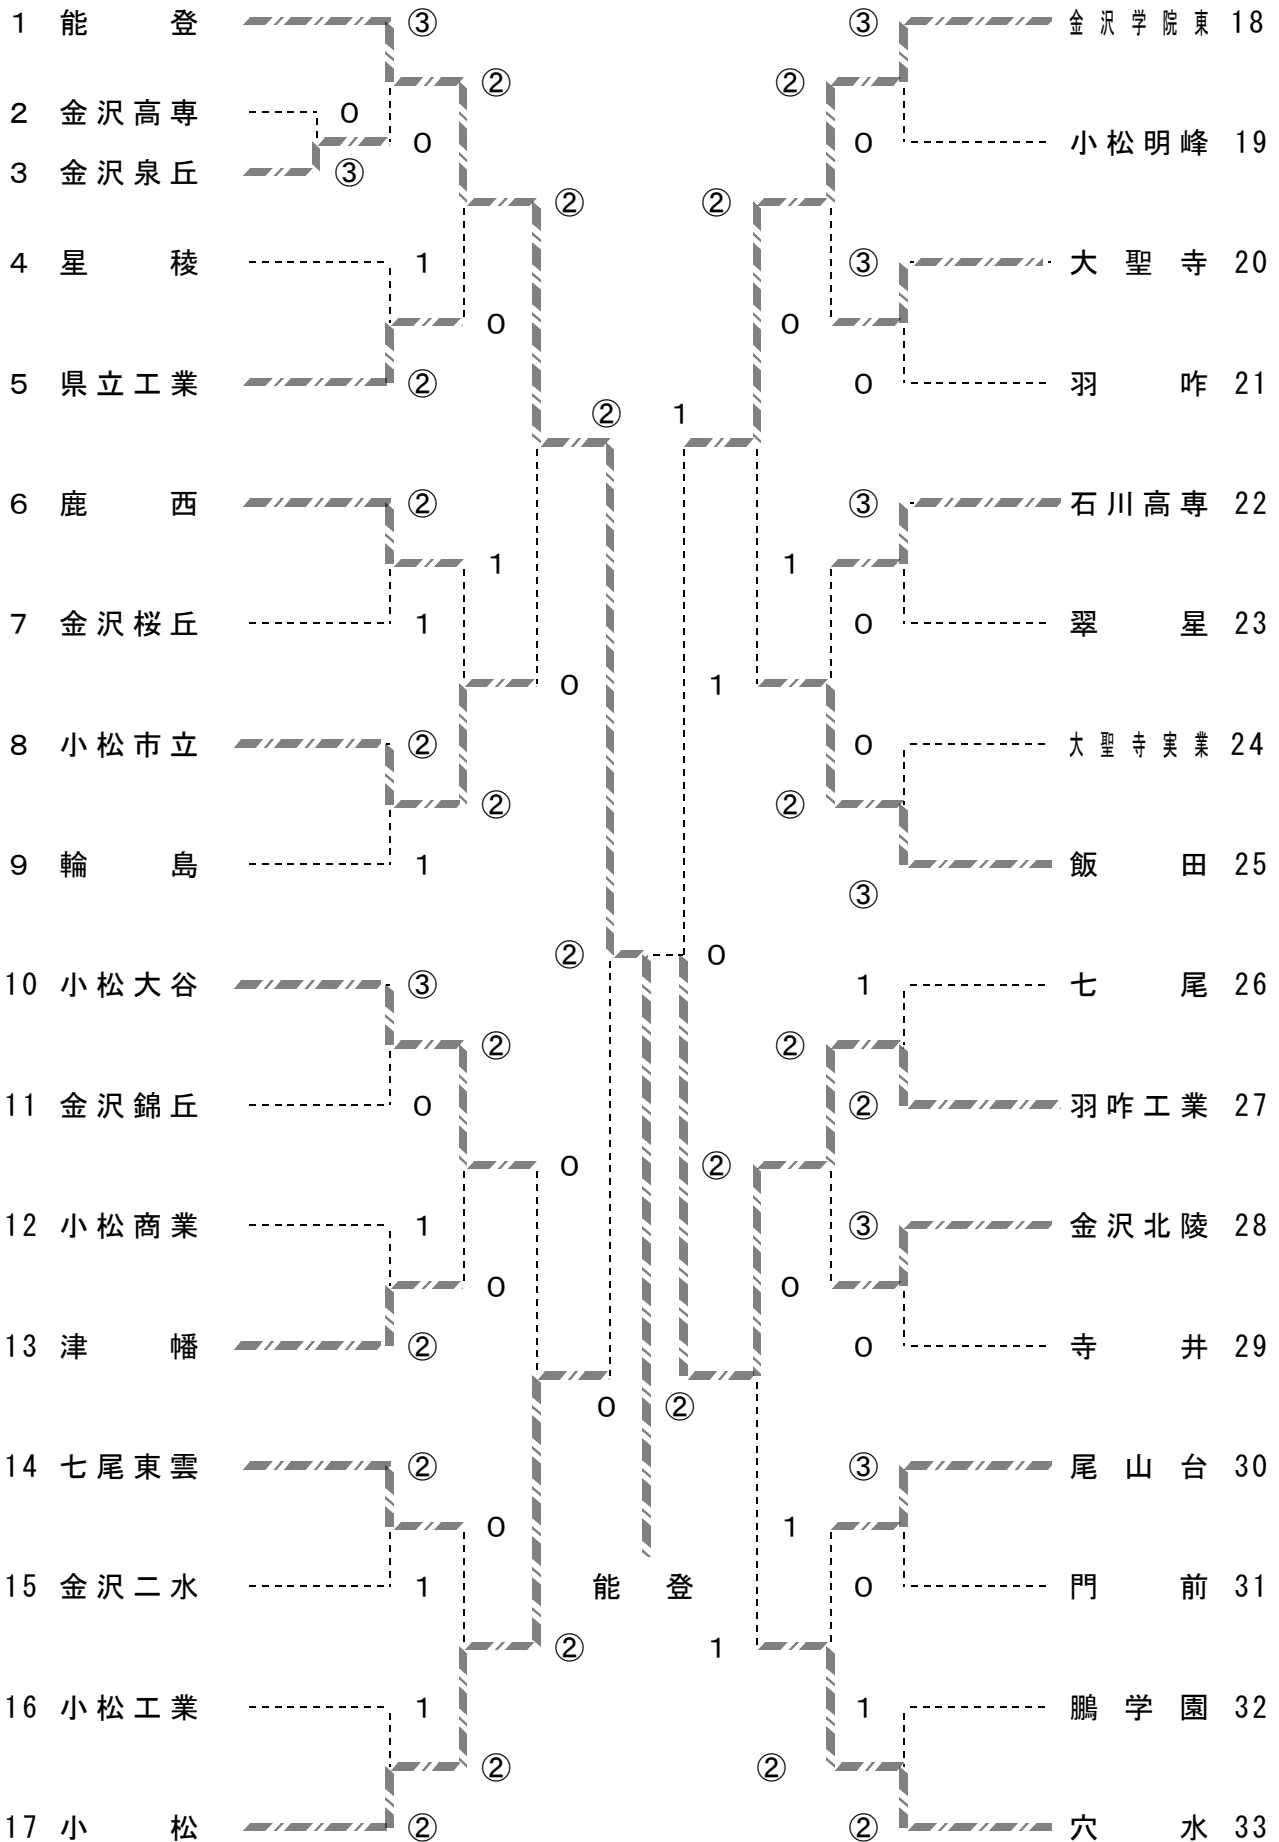 1 能登 ③
③ 金沢学院東 18
② ②
2 金沢高専 0
0 0 小松明峰 19
3 金沢泉丘 ③
② ②
4 星稜 1
③ 大聖寺 20
0 0
5 県立工業 ②
0 羽咋 21
② 1
6 鹿西 ②
③ 石川高専 22
1 1
7 金沢桜丘 1
0 翠星 23
0 1
8 小松市立 ②
0 大聖寺実業 24
② ②
9 輪島 1
飯田 25
③
② 0
10 小松大谷 ③
1 七尾 26
② ②
11 金沢錦丘 0
② 羽咋工業 27
0 ②
12 小松商業 1
③ 金沢北陵 28
0 0
13 津幡 ②
0 寺井 29
0 ②
14 七尾東雲 ②
③ 尾山台 30
0 1
15 金沢二水 1
能登
0 門前 31
② 1
16 小松工業 1
1 鵬学園 32
② ②
17 小松 ②
② 穴水 33